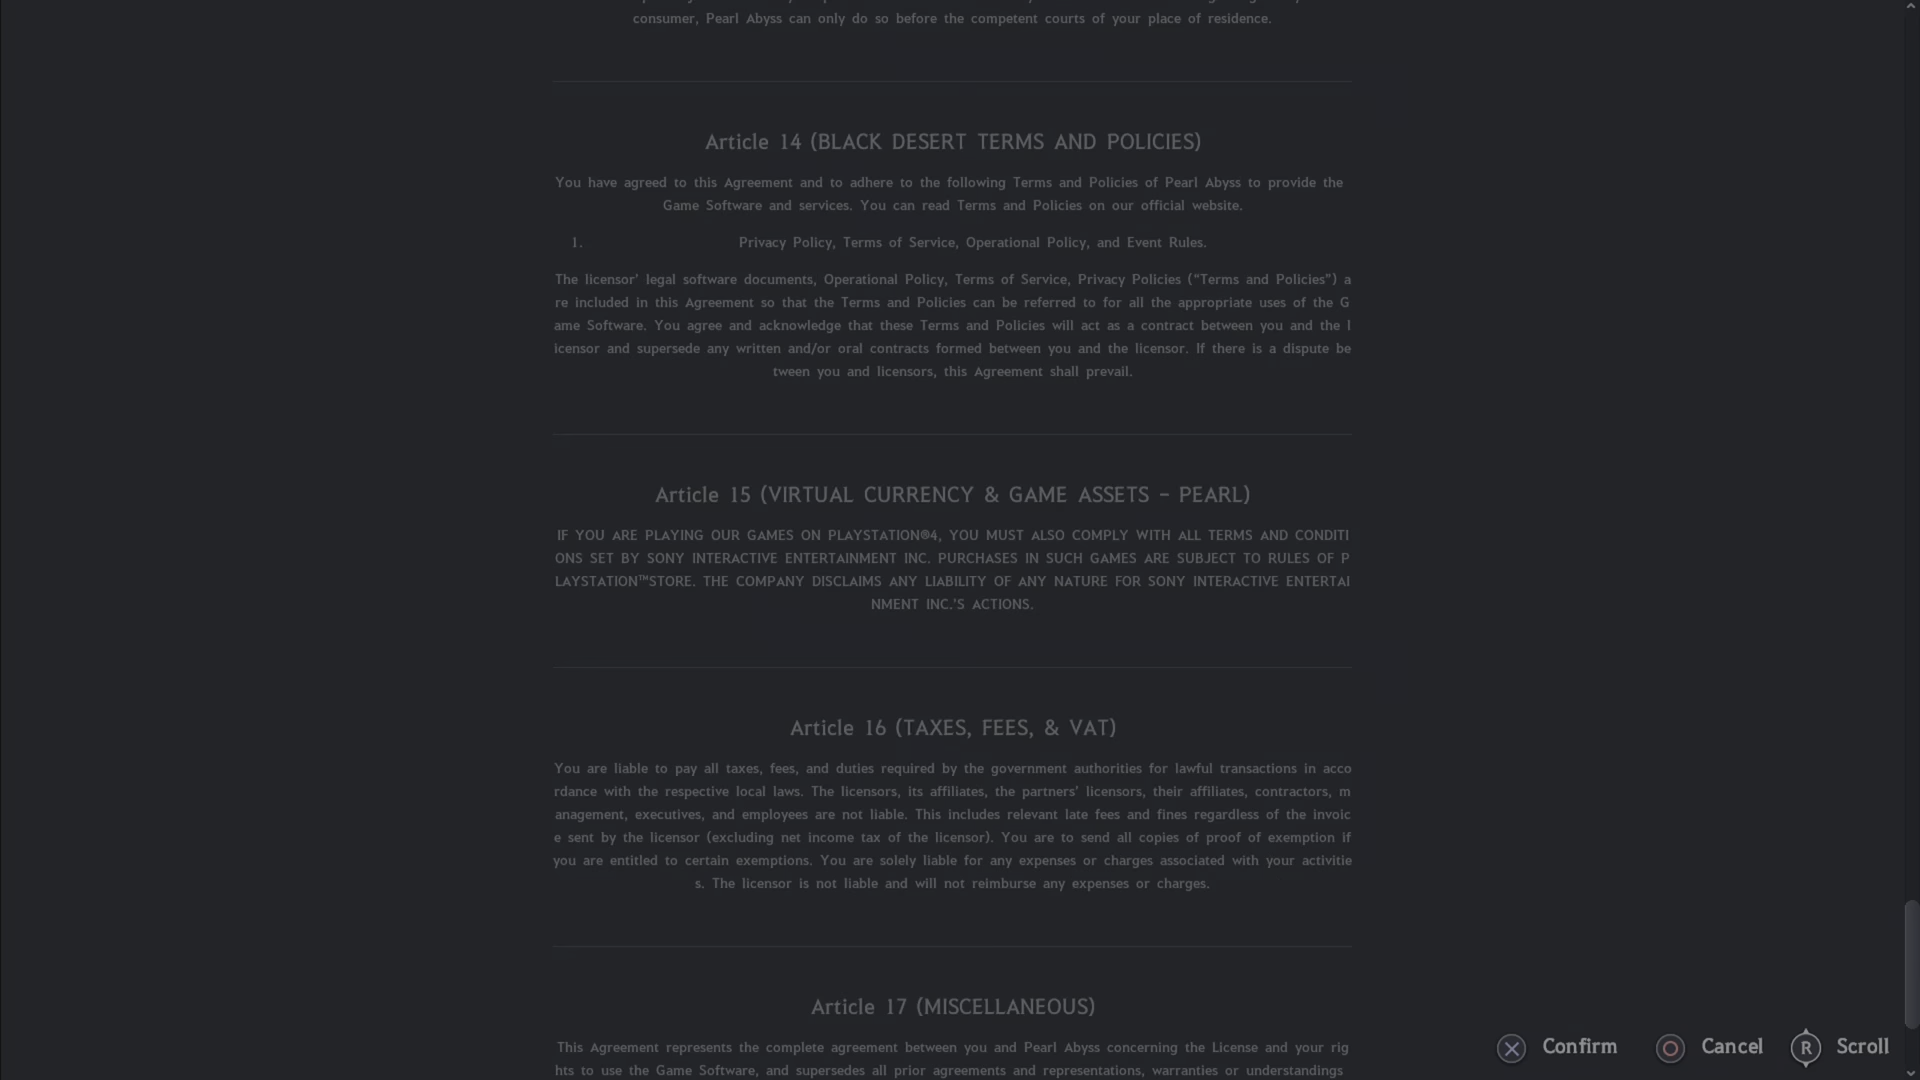 consumer, Pearl Abyss can only do so before the competent courts of your place of residence.
Article 14 (BLACK DESERT TERMS AND POLICIES)
You have agreed to this Agreement and to adhere to the following Terms and Policies of Pearl Abyss to provide the
Game Software and services. You can read Terms and Policies on our official website.
1. Privacy Policy, Terms of Service, Operational Policy, and Event Rules.
The licensor’ legal software documents, Operational Policy, Terms of Service, Privacy Policies (“Terms and Policies”) a
re included in this Agreement so that the Terms and Policies can be referred to for all the appropriate uses of the G
ame Software. You agree and acknowledge that these Terms and Policies will act as a contract between you and the l
icensor and supersede any written and/or oral contracts formed between you and the licensor. If there is a dispute be
tween you and licensors, this Agreement shall prevail.
Article 15 (VIRTUAL CURRENCY & GAME ASSETS – PEARL)
IF YOU ARE PLAYING OUR GAMES ON PLAYSTATION®4, YOU MUST ALSO COMPLY WITH ALL TERMS AND CONDITI
ONS SET BY SONY INTERACTIVE ENTERTAINMENT INC. PURCHASES IN SUCH GAMES ARE SUBJECT TO RULES OF P
LAYSTATION™STORE. THE COMPANY DISCLAIMS ANY LIABILITY OF ANY NATURE FOR SONY INTERACTIVE ENTERTAI
NMENT INC.’S ACTIONS.
Article 16 (TAXES, FEES, & VAT)
You are liable to pay all taxes, fees, and duties required by the government authorities for lawful transactions in acco
rdance with the respective local laws. The licensors, its affiliates, the partners’ licensors, their affiliates, contractors, m
anagement, executives, and employees are not liable. This includes relevant late fees and fines regardless of the invoic
e sent by the licensor (excluding net income tax of the licensor). You are to send all copies of proof of exemption if
you are entitled to certain exemptions. You are solely liable for any expenses or charges associated with your activitie
s. The licensor is not liable and will not reimburse any expenses or charges.
Article 17 (MISCELLANEOUS)
This Agreement represents the complete agreement between you and Pearl Abyss concerning the License and your rig
hts to use the Game Software, and supersedes all prior agreements and representations, warranties or understandings
Confirm Cancel R Scroll